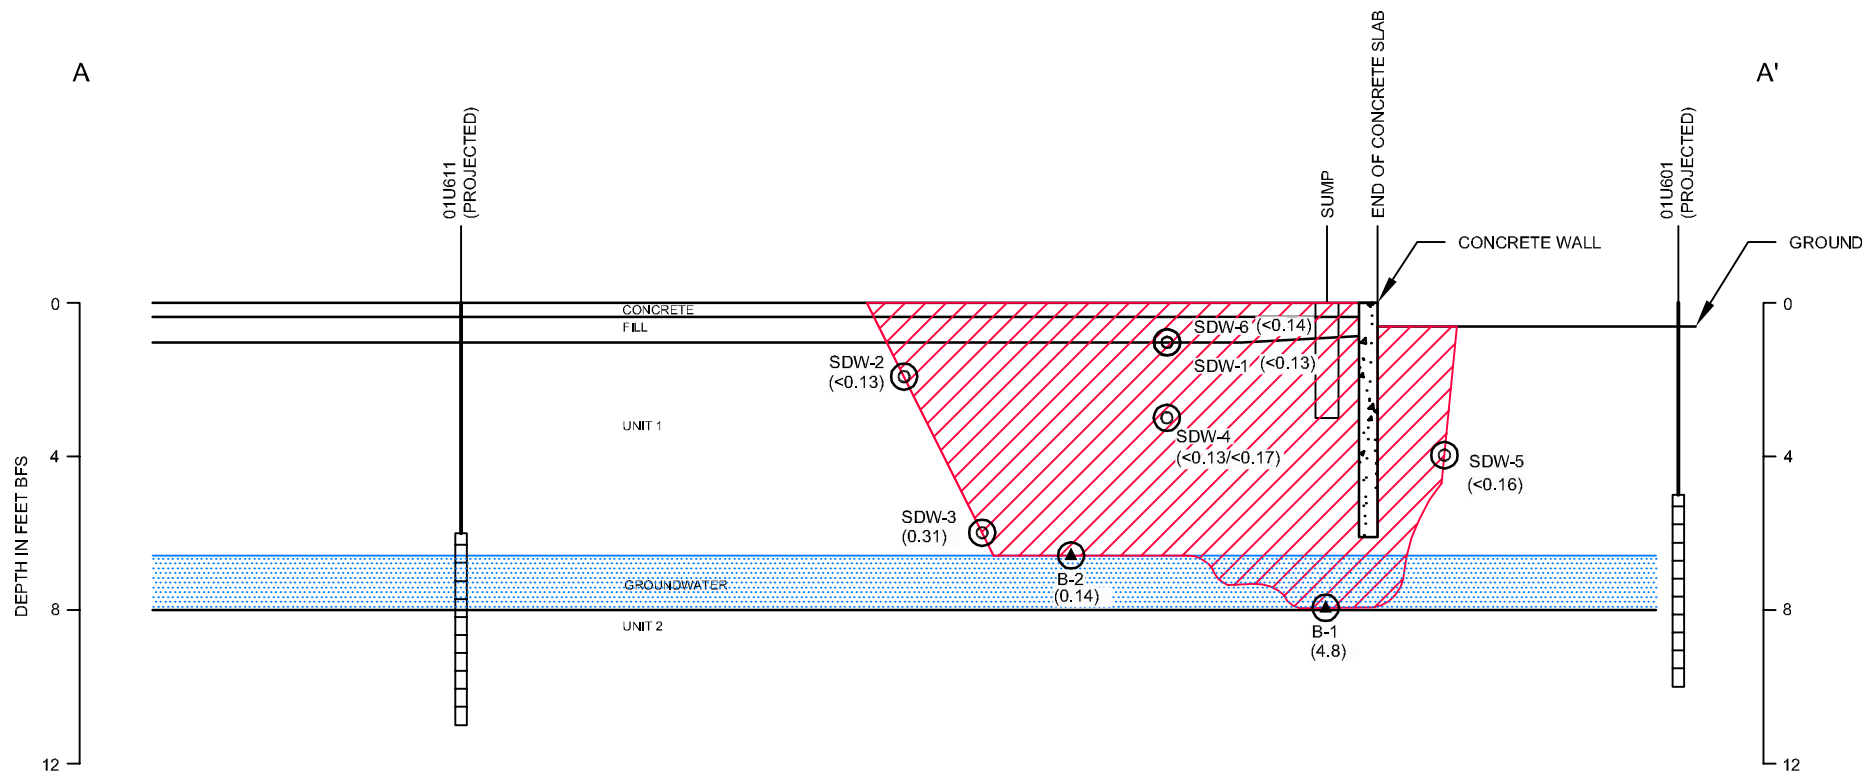 A
A'
01U611
(PROJECTED)
SUMP
END OF CONCRETE SLAB
01U601
(PROJECTED)
CONCRETE WALL
GROUND
0
0
CONCRETE
FILL
SDW-6 (<0.14)
SDW-1 (<0.13)
SDW-2
(<0.13)
UNIT 1
SDW-4
(<0.13/<0.17)
4
4
SDW-5
(<0.16)
DEPTH IN FEET BFS
SDW-3
(0.31)
GROUNDWATER
B-2
(0.14)
8
8
UNIT 2
B-1
(4.8)
12
12